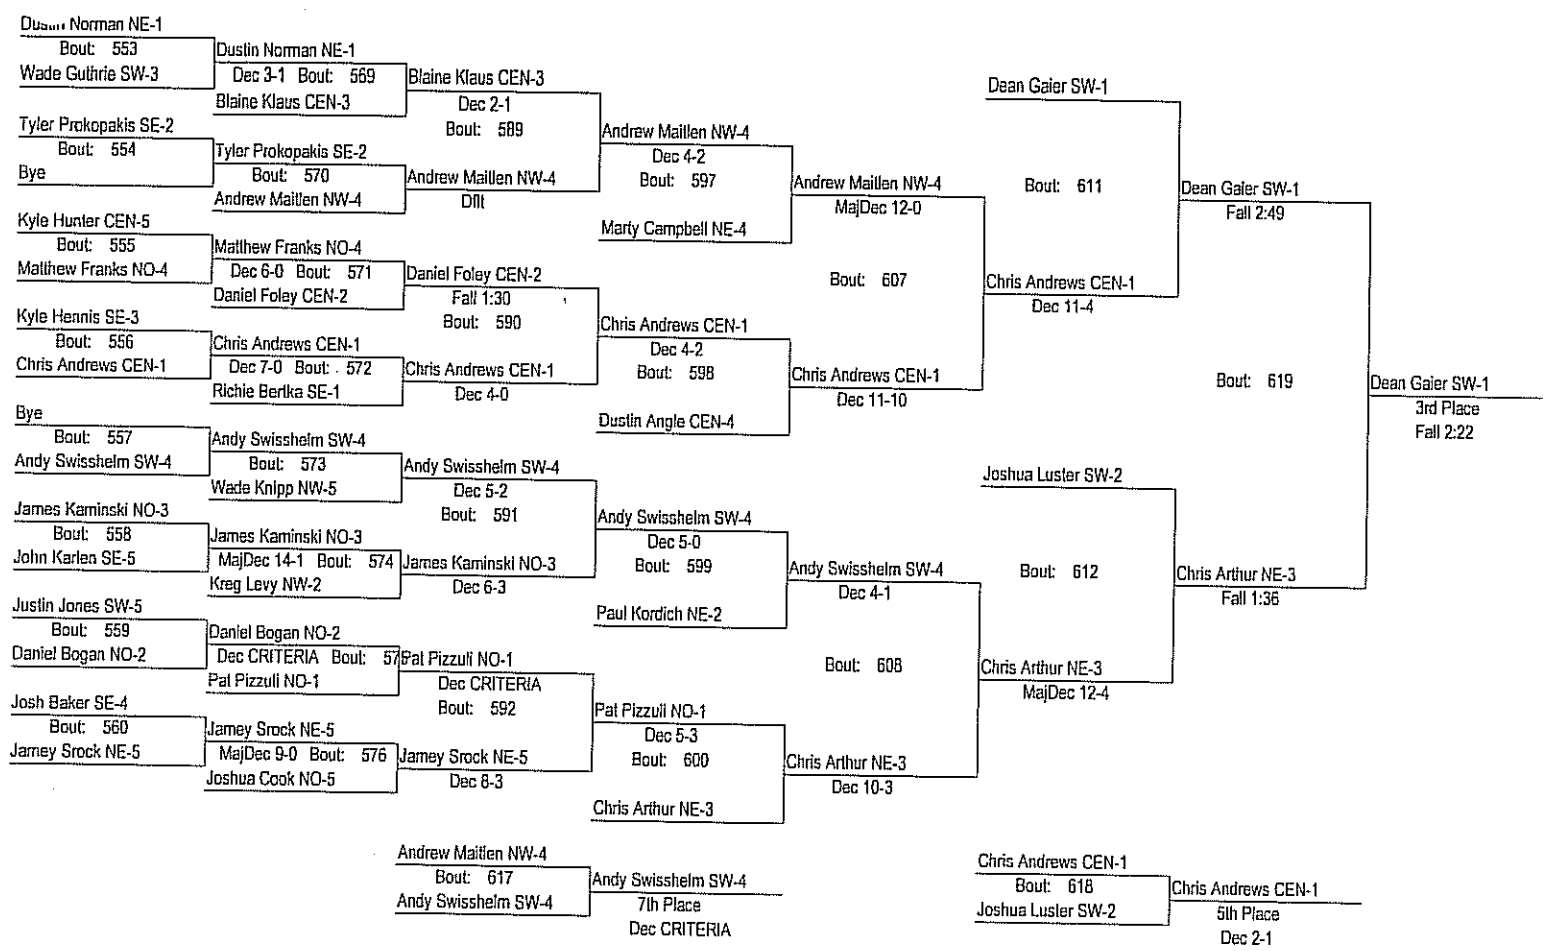 Dustin Norman NE-1
Bout: 553
Wade Guthrie SW-3
Tyler Prokopakis SE-2
Bout: 554
Bye
Kyle Hunter CEN-5
Bout: 555
Matthew Franks NO-4
Kyle Hennis SE-3
Bout: 556
Chris Andrews CEN-1
Bye
Bout: 557
Andy Swisshelm SW-4
James Kaminski NO-3
Bout: 558
John Karlen SE-5
Justin Jones SW-5
Bout: 559
Daniel Bogan NO-2
Josh Baker SE-4
Bout: 560
Jamey Srock NE-5
Dustin Norman NE-1
Dec 3-1 Bout: 569
Blaine Klaus CEN-3
Tyler Prokopakis SE-2
Bout: 570
Andrew Maitlen NW-4
Matthew Franks NO-4
Dec 6-0 Bout: 571
Daniel Foley CEN-2
Chris Andrews CEN-1
Dec 7-0 Bout: 572
Richie Bertka SE-1
Andy Swisshelm SW-4
Bout: 573
Wade Knipp NW-5
James Kaminski NO-3
MajDec 14-1 Bout: 574
Kreg Levy NW-2
Daniel Bogan NO-2
Dec CRITERIA Bout: 575
Pat Pizzuli NO-1
Jamey Srock NE-5
MajDec 9-0 Bout: 576
Joshua Cook NO-5
Blaine Klaus CEN-3
Dec 2-1
Bout: 589
Andrew Maitlen NW-4
Dflt
Daniel Foley CEN-2
Fall 1:30
Bout: 590
Chris Andrews CEN-1
Dec 4-0
Andy Swisshelm SW-4
Dec 5-2
Bout: 591
James Kaminski NO-3
Dec 6-3
Pat Pizzuli NO-1
Dec CRITERIA
Bout: 592
Jamey Srock NE-5
Dec 8-3
Andrew Maitlen NW-4
Dec 4-2
Bout: 597
Marty Campbell NE-4
Chris Andrews CEN-1
Dec 4-2
Bout: 598
Dustin Angle CEN-4
Andy Swisshelm SW-4
Dec 5-0
Bout: 599
Paul Kordich NE-2
Pat Pizzuli NO-1
Dec 5-3
Bout: 600
Chris Arthur NE-3
Andrew Maitlen NW-4
MajDec 12-0
Bout: 607
Chris Andrews CEN-1
Dec 11-10
Andy Swisshelm SW-4
Dec 4-1
Bout: 608
Chris Arthur NE-3
Dec 10-3
Dean Gaier SW-1
Bout: 611
Chris Andrews CEN-1
Dec 11-4
Joshua Luster SW-2
Bout: 612
Chris Arthur NE-3
MajDec 12-4
Dean Gaier SW-1
Fall 2:49
Bout: 619
Chris Arthur NE-3
Fall 1:36
Dean Gaier SW-1
3rd Place
Fall 2:22
Andrew Maitlen NW-4
Bout: 617
Andy Swisshelm SW-4
Andy Swisshelm SW-4
7th Place
Dec CRITERIA
Chris Andrews CEN-1
Bout: 618
Joshua Luster SW-2
Chris Andrews CEN-1
5th Place
Dec 2-1